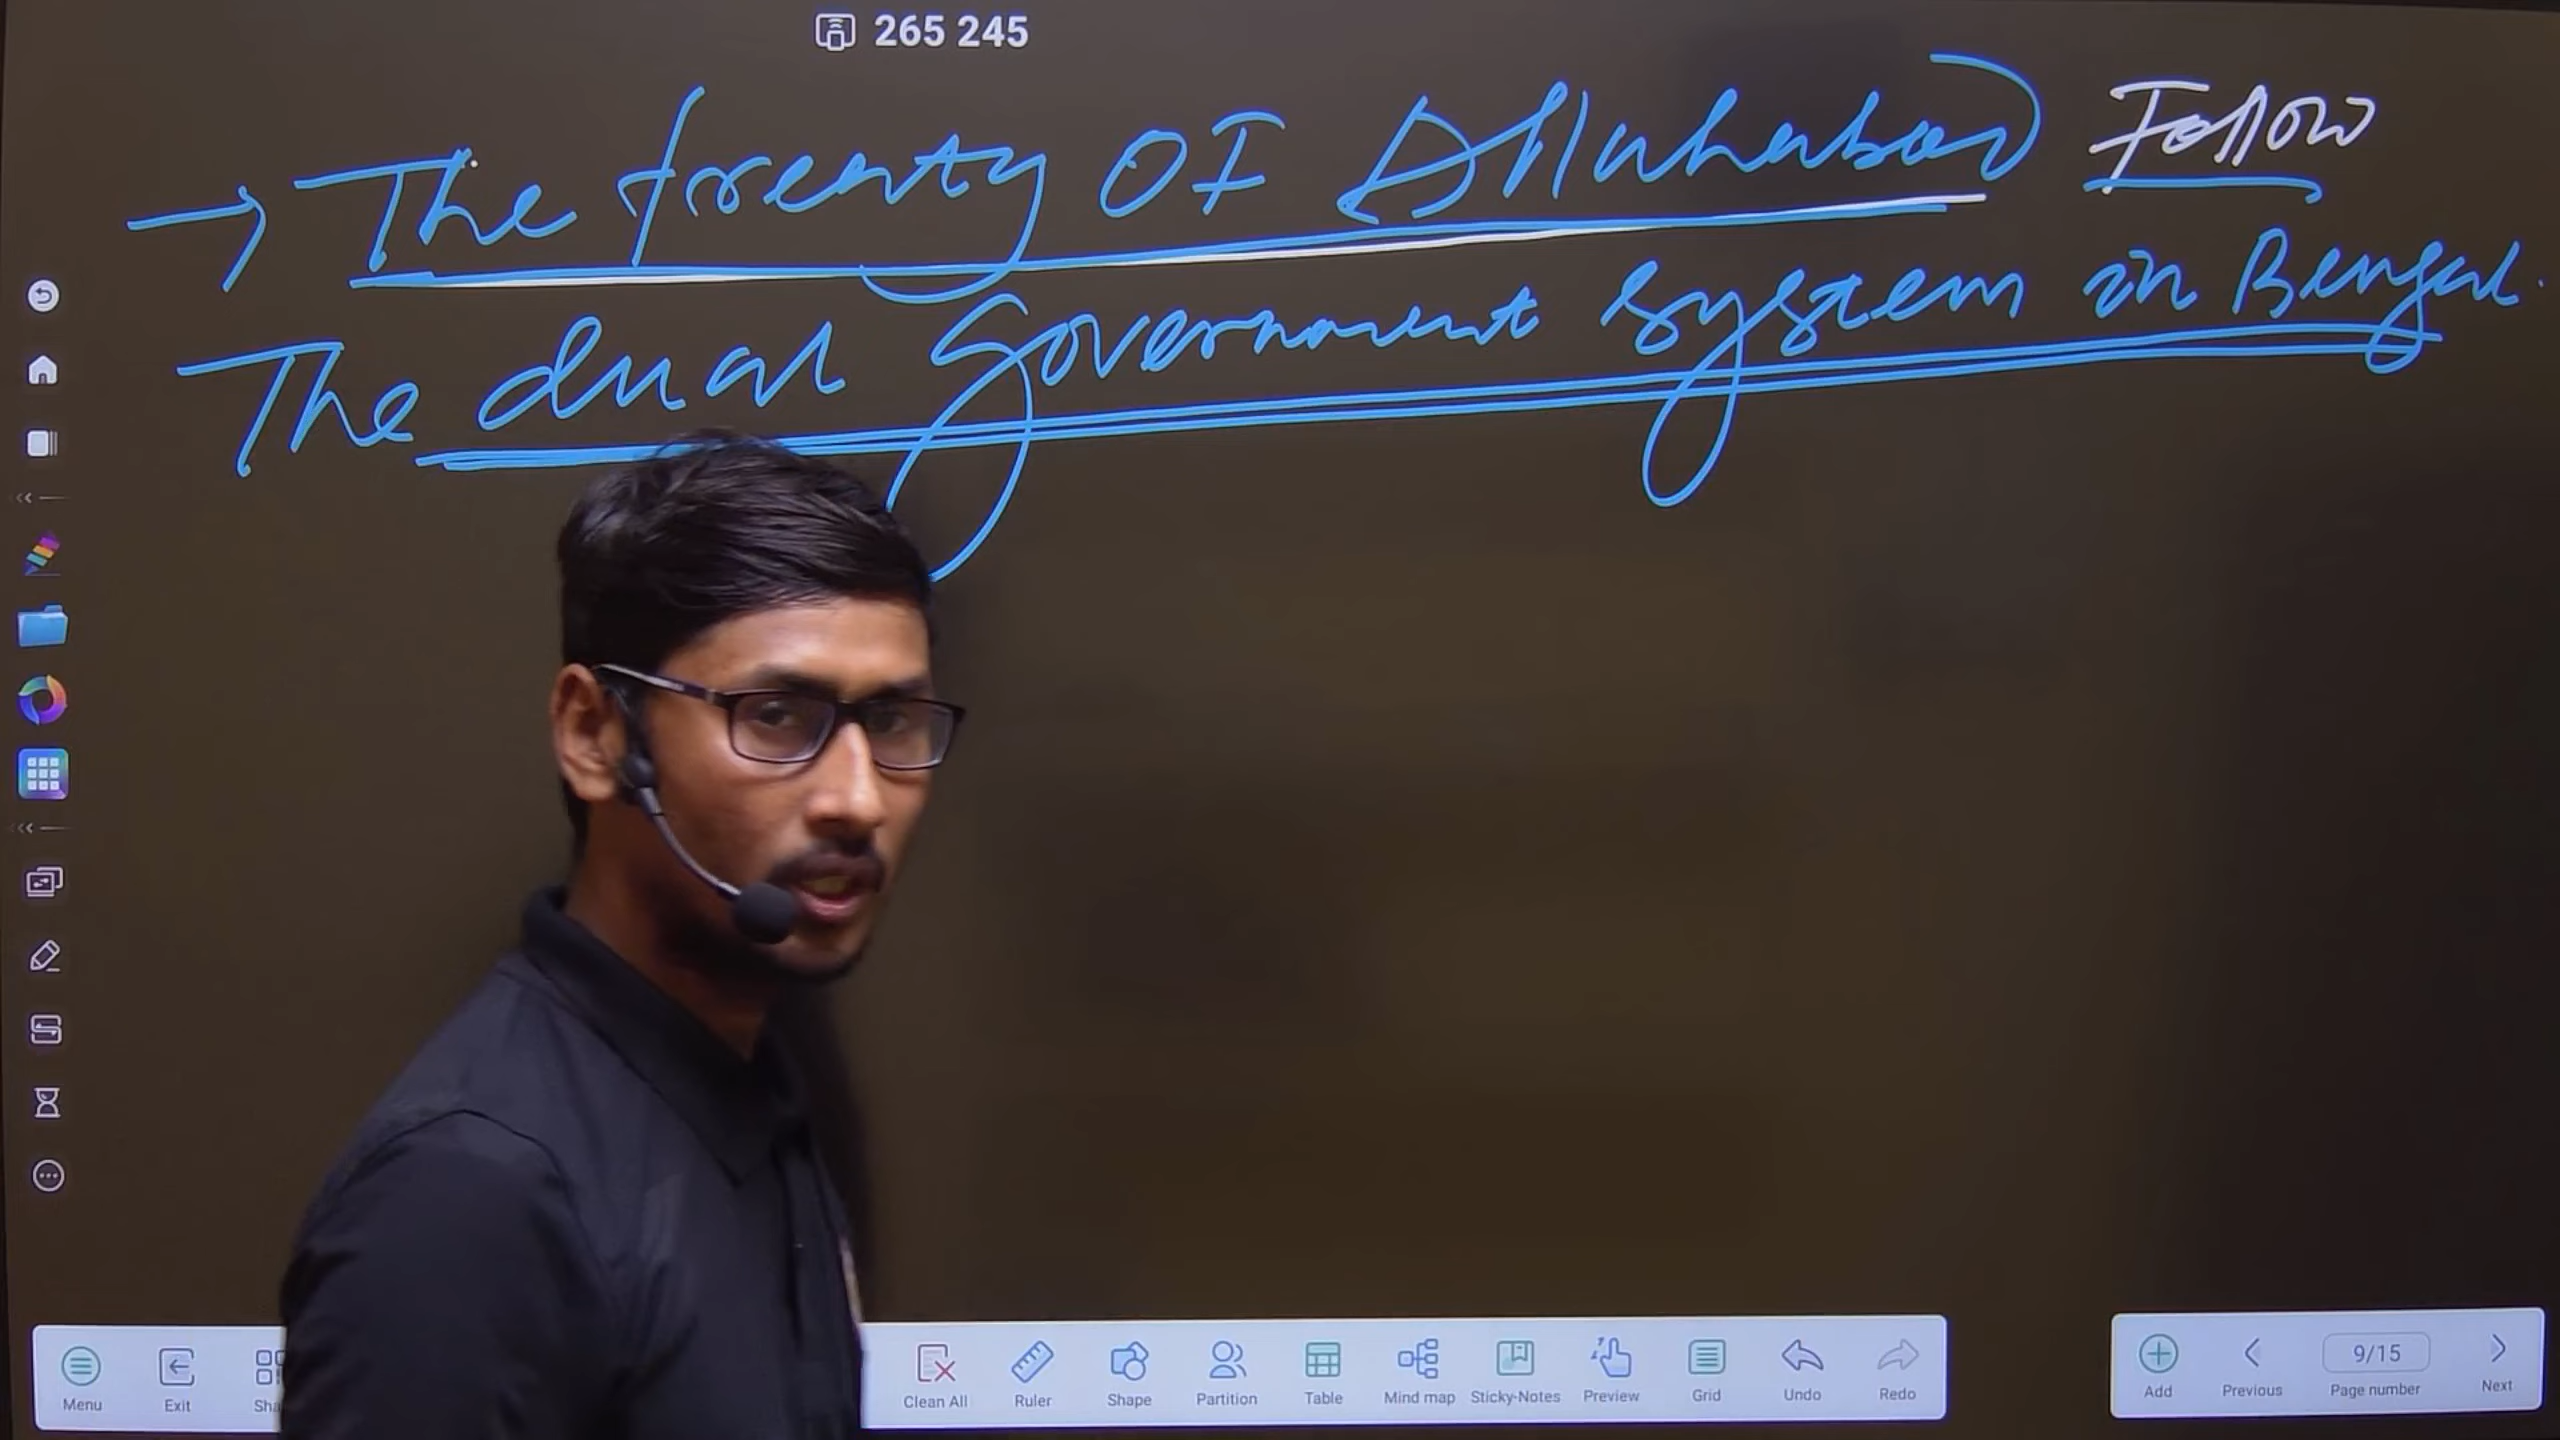 265 245
→ The treaty OF Allahabad Follow
The dual Government system in Bengal.
Menu Exit Sha Clean All Ruler Shape Partition Table Mind map Sticky-Notes Preview Grid Undo Redo Add Previous 9/15 Page number Next